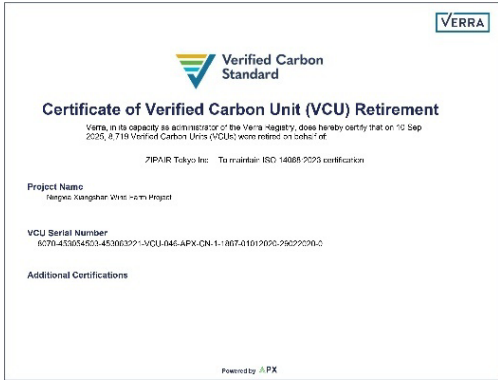 VERRA
Verified Carbon
Standard
Certificate of Verified Carbon Unit (VCU) Retirement
Verra, in its capacity as administrator of the Verra Registry, does hereby certify that on 10 Sep
2025, 8,719 Verified Carbon Units (VCUs) were retired on behalf of:
ZIPAIR Tokyo Inc To maintain ISO 14068:2023 certification
Project Name
Ningxia Xiangshan Wind Farm Project
VCU Serial Number
Additional Certifications
Powered by APX